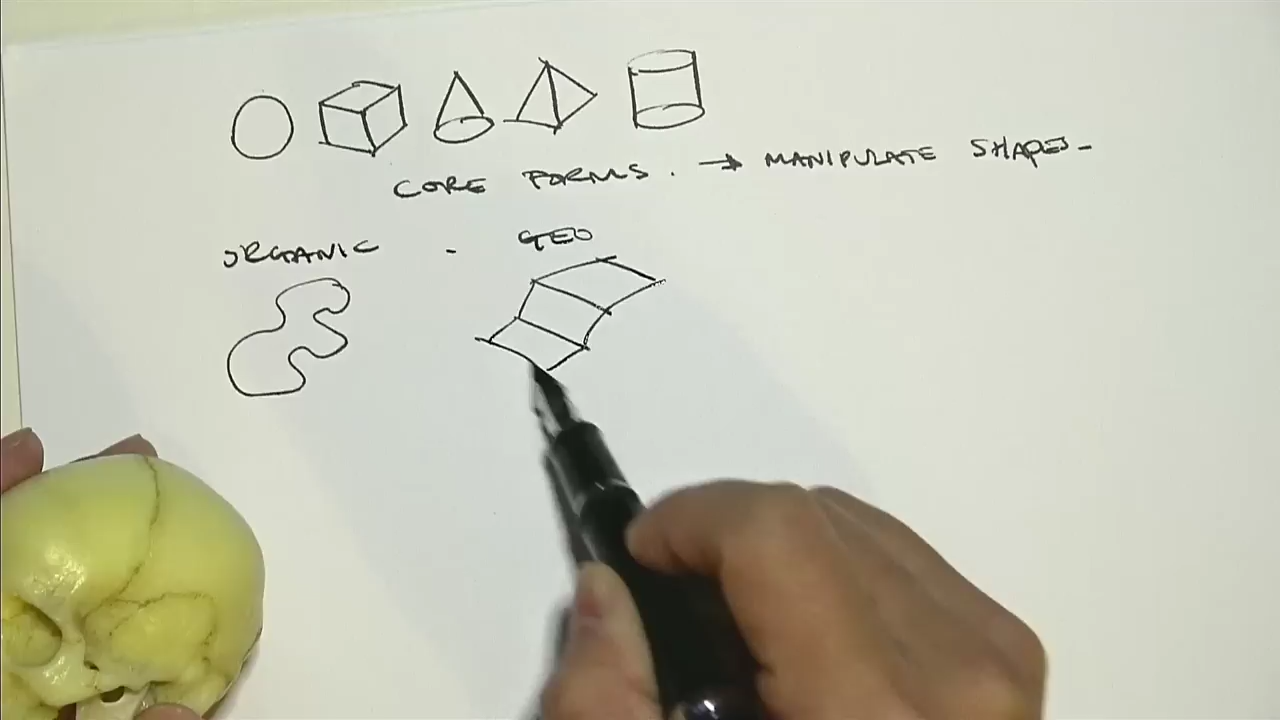 CORE FORMS. → MANIPULATE SHAPES-
ORGANIC - GEO